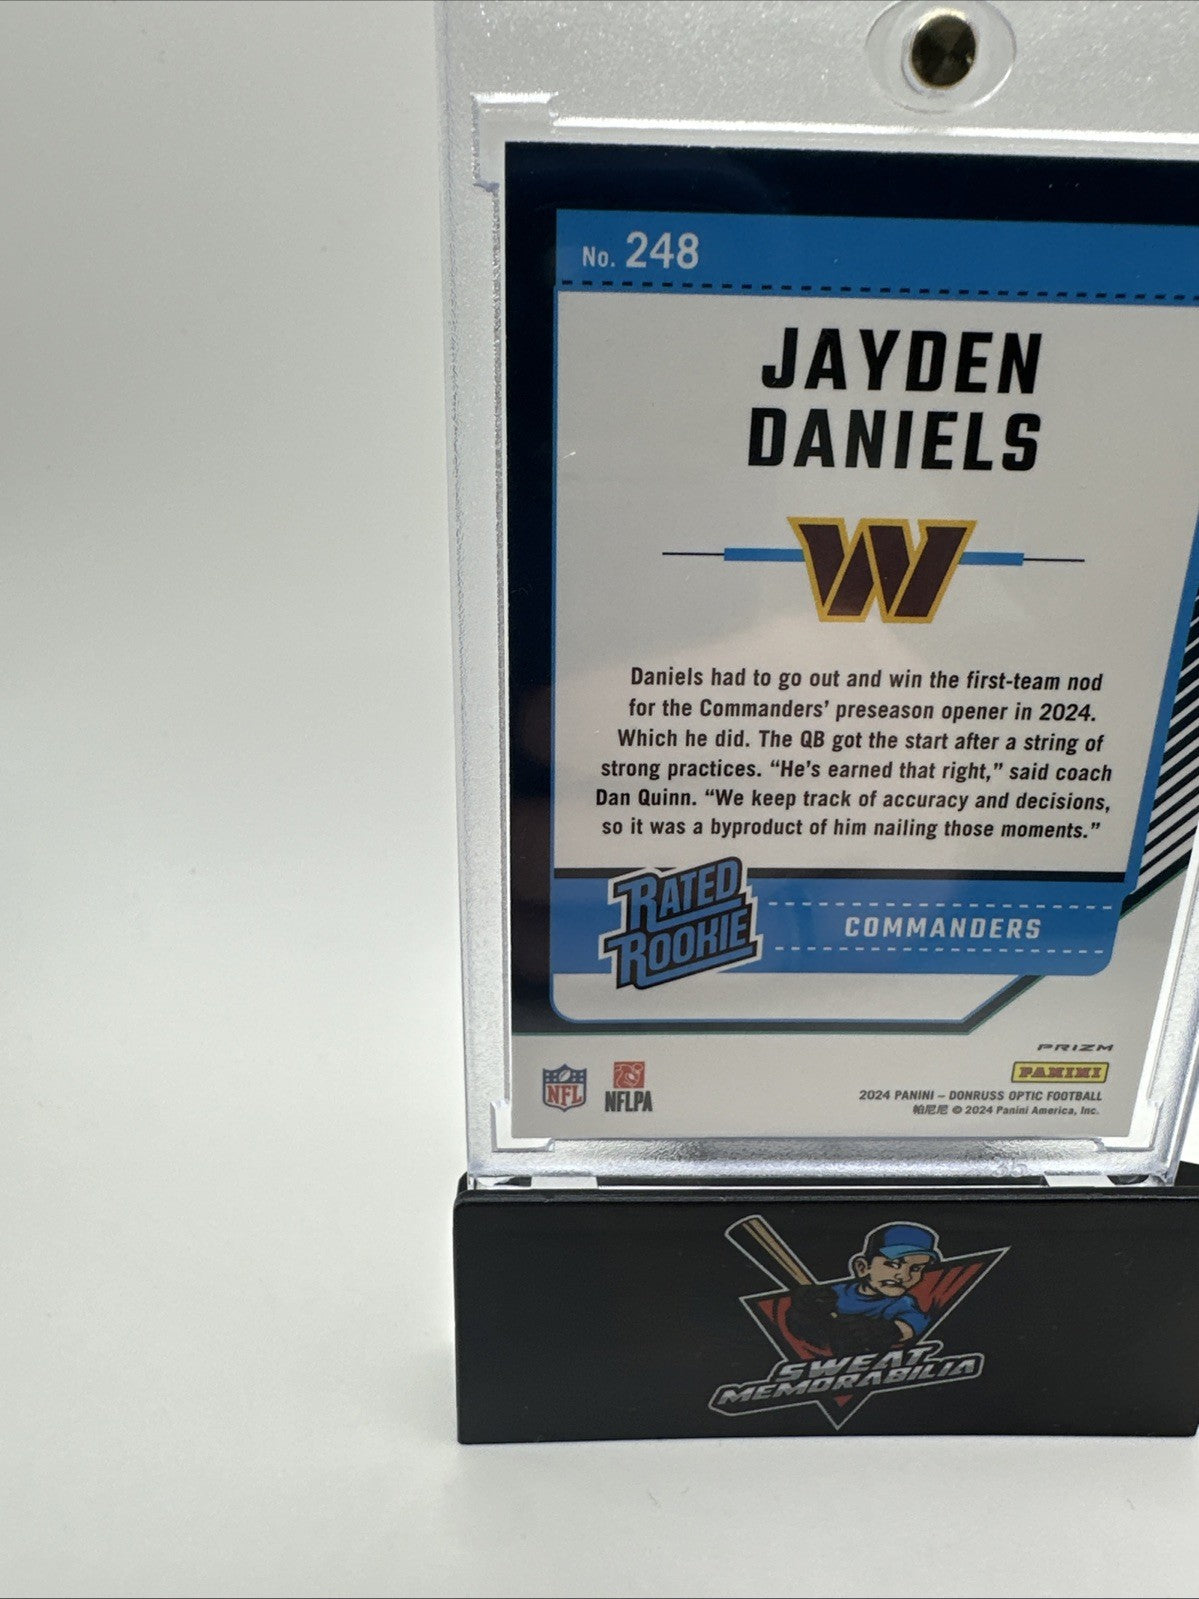 No. 248
JAYDEN
DANIELS
W
Daniels had to go out and win the first-team nod
for the Commanders’ preseason opener in 2024.
Which he did. The QB got the start after a string of
strong practices. “He’s earned that right,” said coach
Dan Quinn. “We keep track of accuracy and decisions,
so it was a byproduct of him nailing those moments.”
RATED
ROOKIE
COMMANDERS
PRIZM
PANINI
NFL
NFLPA
2024 PANINI – DONRUSS OPTIC FOOTBALL
帕尼尼 © 2024 Panini America, Inc.
35
SWEAT
MEMORABILIA